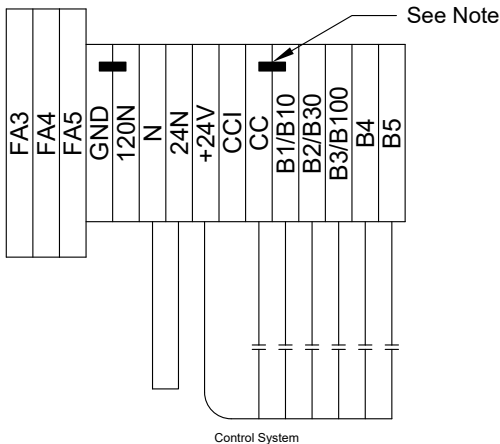 See Note
FA3
FA4
FA5
GND
120N
N
24N
+24V
CCI
CC
B1/B10
B2/B30
B3/B100
B4
B5
Control System